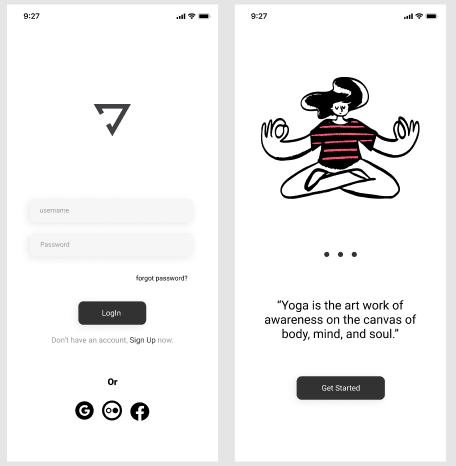 9:27
username
Password
forgot password?
LogIn
Don't have an account, Sign Up now.
Or
G
f
9:27
“Yoga is the art work of
awareness on the canvas of
body, mind, and soul.”
Get Started